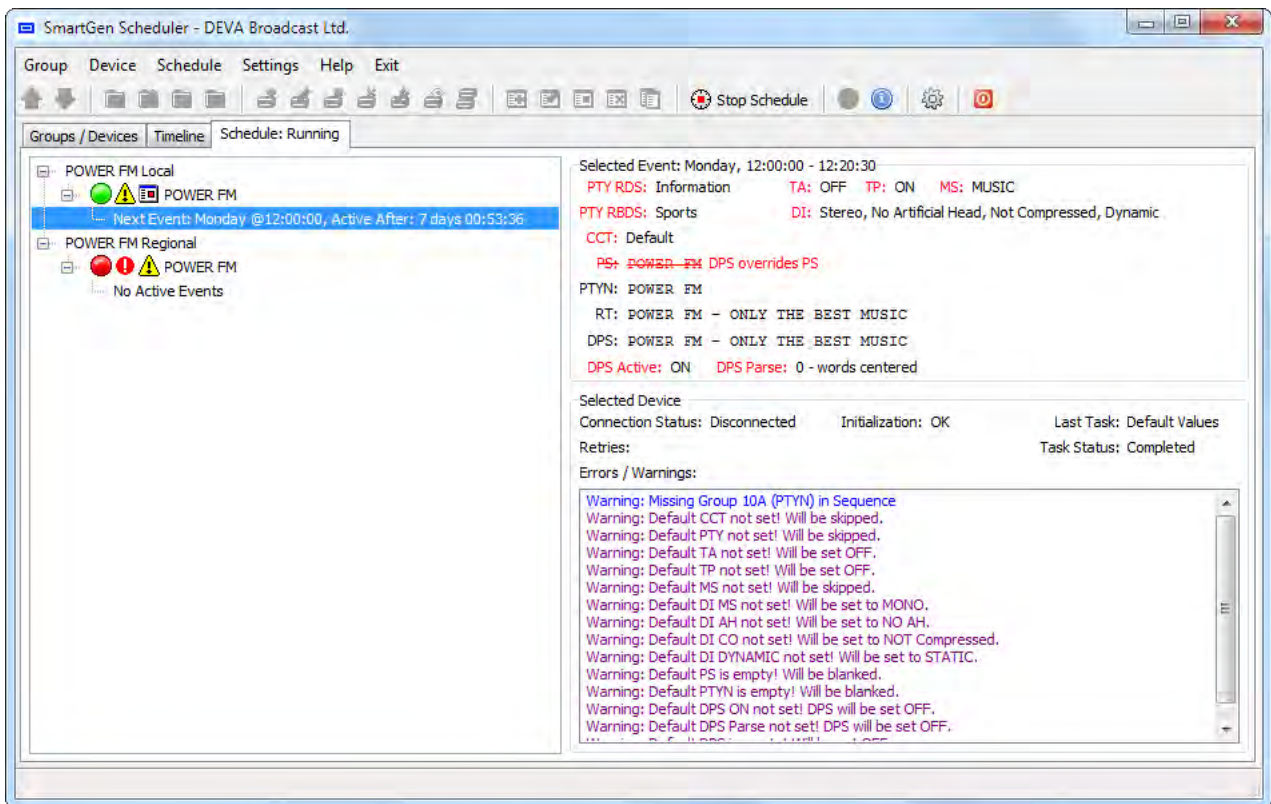 SmartGen Scheduler - DEVA Broadcast Ltd.
Group Device Schedule Settings Help Exit
Stop Schedule
Groups / Devices Timeline Schedule: Running
POWER FM Local
POWER FM
Next Event: Monday @12:00:00, Active After: 7 days 00:53:36
POWER FM Regional
POWER FM
No Active Events
Selected Event: Monday, 12:00:00 - 12:20:30
PTY RDS: Information TA: OFF TP: ON MS: MUSIC
PTY RBDS: Sports DI: Stereo, No Artificial Head, Not Compressed, Dynamic
CCT: Default
PS: POWER FM DPS overrides PS
PTYN: POWER FM
RT: POWER FM - ONLY THE BEST MUSIC
DPS: POWER FM - ONLY THE BEST MUSIC
DPS Active: ON DPS Parse: 0 - words centered
Selected Device
Connection Status: Disconnected Initialization: OK Last Task: Default Values
Retries: Task Status: Completed
Errors / Warnings:
Warning: Missing Group 10A (PTYN) in Sequence
Warning: Default CCT not set! Will be skipped.
Warning: Default PTY not set! Will be skipped.
Warning: Default TA not set! Will be set OFF.
Warning: Default TP not set! Will be set OFF.
Warning: Default MS not set! Will be skipped.
Warning: Default DI MS not set! Will be set to MONO.
Warning: Default DI AH not set! Will be set to NO AH.
Warning: Default DI CO not set! Will be set to NOT Compressed.
Warning: Default DI DYNAMIC not set! Will be set to STATIC.
Warning: Default PS is empty! Will be blanked.
Warning: Default PTYN is empty! Will be blanked.
Warning: Default DPS ON not set! DPS will be set OFF.
Warning: Default DPS Parse not set! DPS will be set OFF.